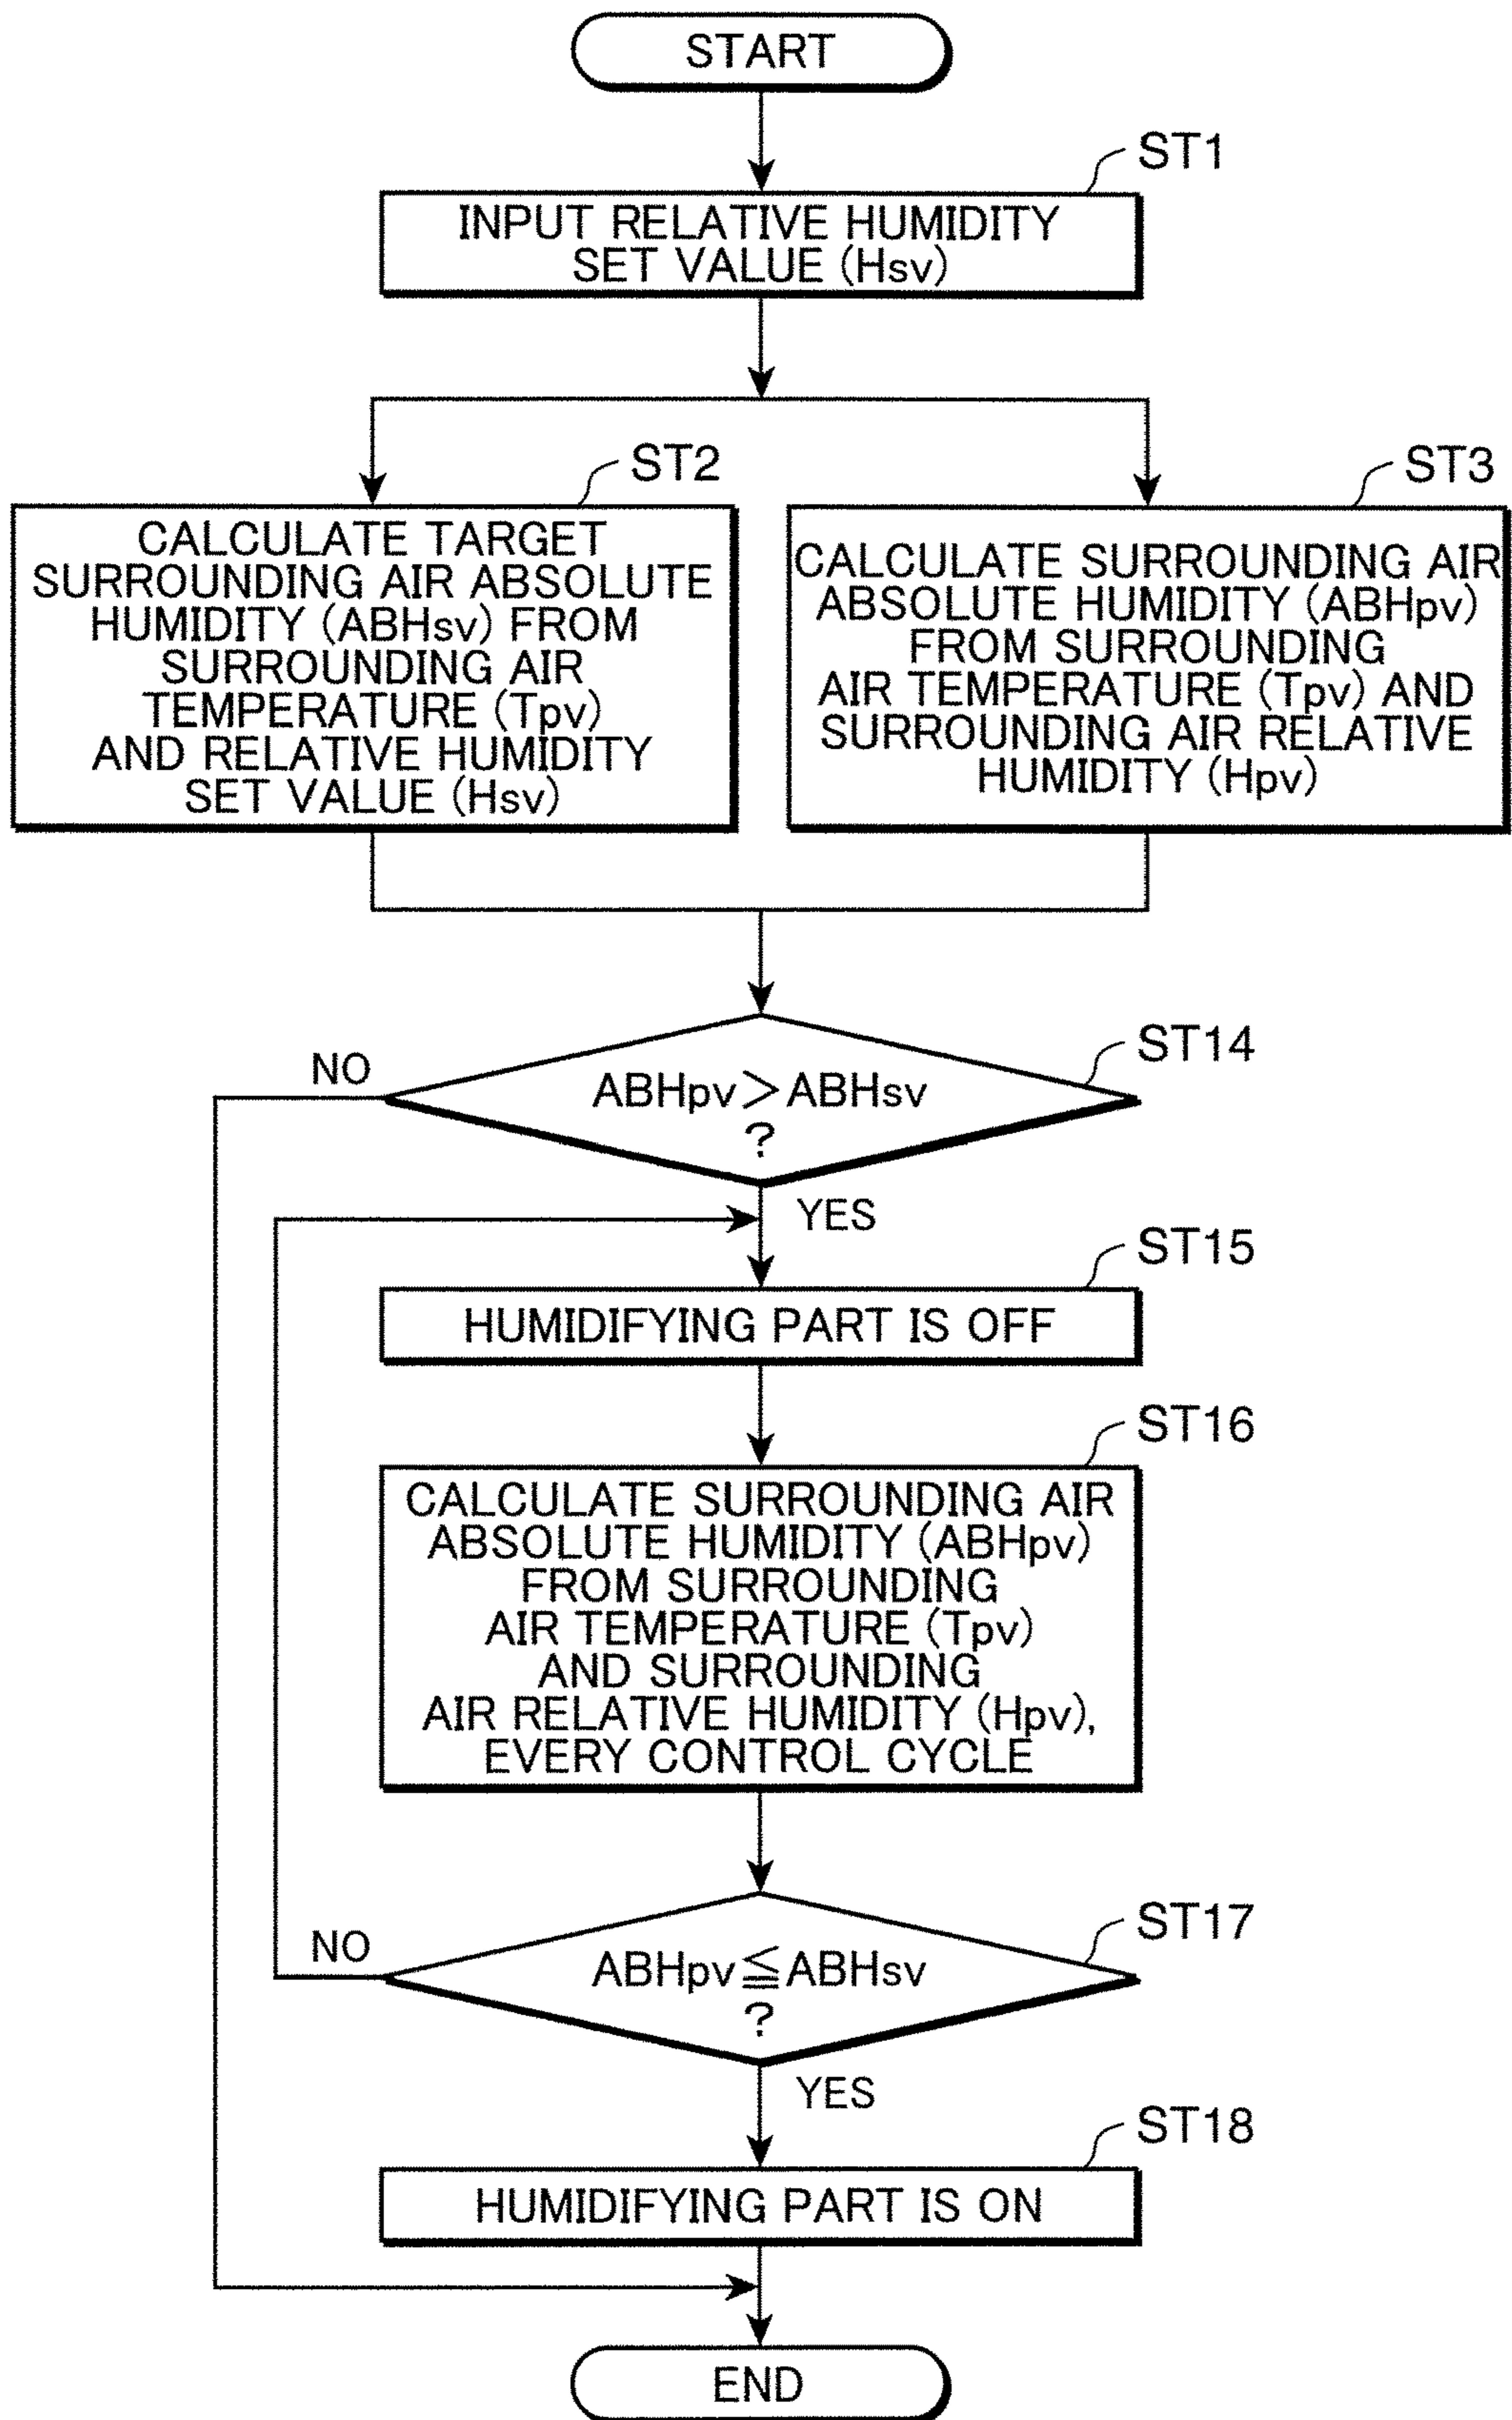 START
ST1
INPUT RELATIVE HUMIDITY
SET VALUE (Hsv)
ST2
CALCULATE TARGET
SURROUNDING AIR ABSOLUTE
HUMIDITY (ABHsv) FROM
SURROUNDING AIR
TEMPERATURE (Tpv)
AND RELATIVE HUMIDITY
SET VALUE (Hsv)
ST3
CALCULATE SURROUNDING AIR
ABSOLUTE HUMIDITY (ABHpv)
FROM SURROUNDING
AIR TEMPERATURE (Tpv) AND
SURROUNDING AIR RELATIVE
HUMIDITY (Hpv)
ST14
NO
ABHpv＞ABHsv
?
YES
ST15
HUMIDIFYING PART IS OFF
ST16
CALCULATE SURROUNDING AIR
ABSOLUTE HUMIDITY (ABHpv)
FROM SURROUNDING
AIR TEMPERATURE (Tpv)
AND SURROUNDING
AIR RELATIVE HUMIDITY (Hpv),
EVERY CONTROL CYCLE
ST17
NO
ABHpv≦ABHsv
?
YES
ST18
HUMIDIFYING PART IS ON
END